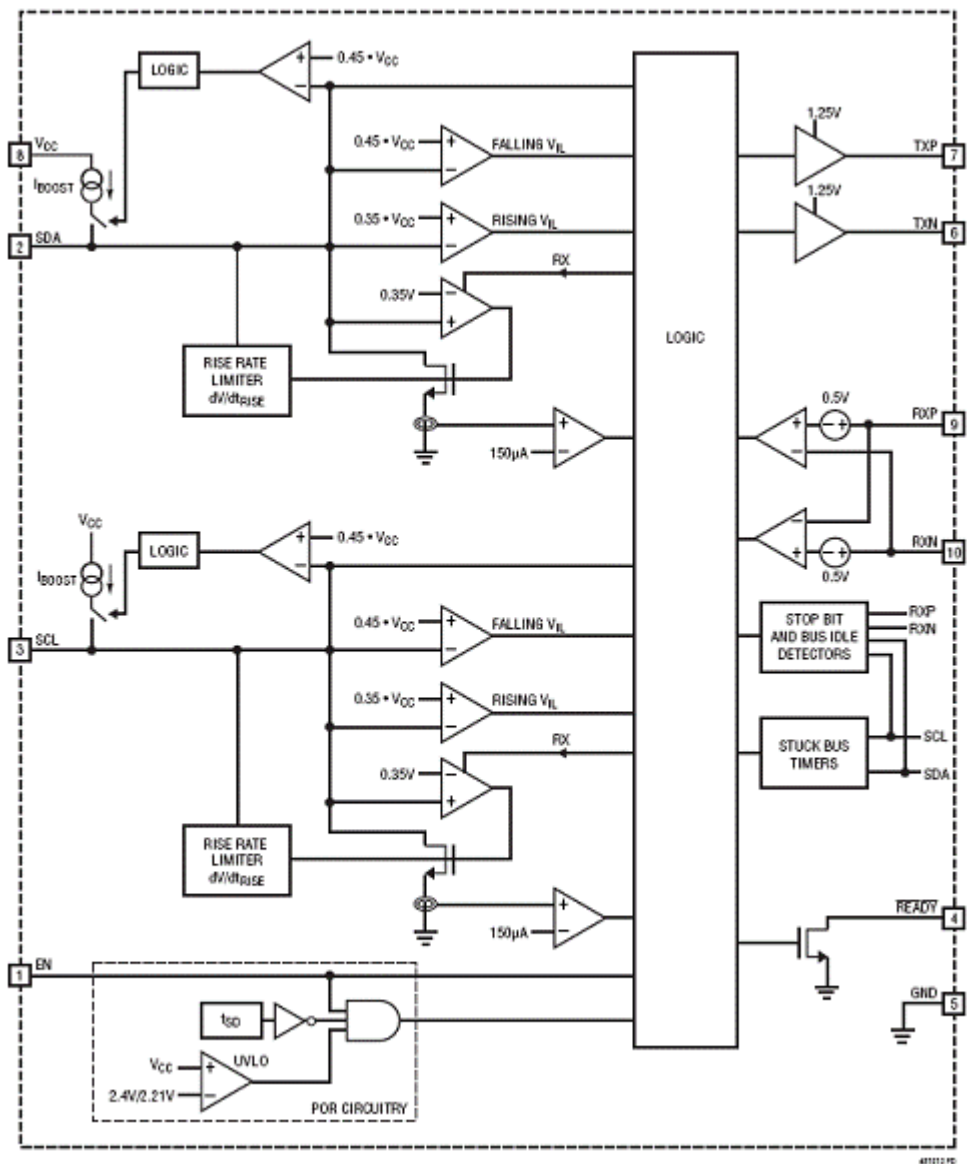 LOGIC
+
−
0.45 • VCC
8
VCC
IBOOST
2
SDA
0.45 • VCC
+
−
FALLING VIL
0.35 • VCC
+
−
RISING VIL
RX
0.35V
−
+
RISE RATE
LIMITER
dV/dtRISE
150µA
+
−
LOGIC
1.25V
TXP
7
1.25V
TXN
6
0.5V
+
−
− +
RXP
9
−
+
− +
RXN
10
0.5V
VCC
IBOOST
LOGIC
+
−
0.45 • VCC
3
SCL
0.45 • VCC
+
−
FALLING VIL
0.35 • VCC
+
−
RISING VIL
RX
0.35V
−
+
RISE RATE
LIMITER
dV/dtRISE
150µA
+
−
STOP BIT
AND BUS IDLE
DETECTORS
RXP
RXN
STUCK BUS
TIMERS
SCL
SDA
READY
4
GND
5
1
EN
tSD
VCC
+
−
UVLO
2.4V/2.21V
POR CIRCUITRY